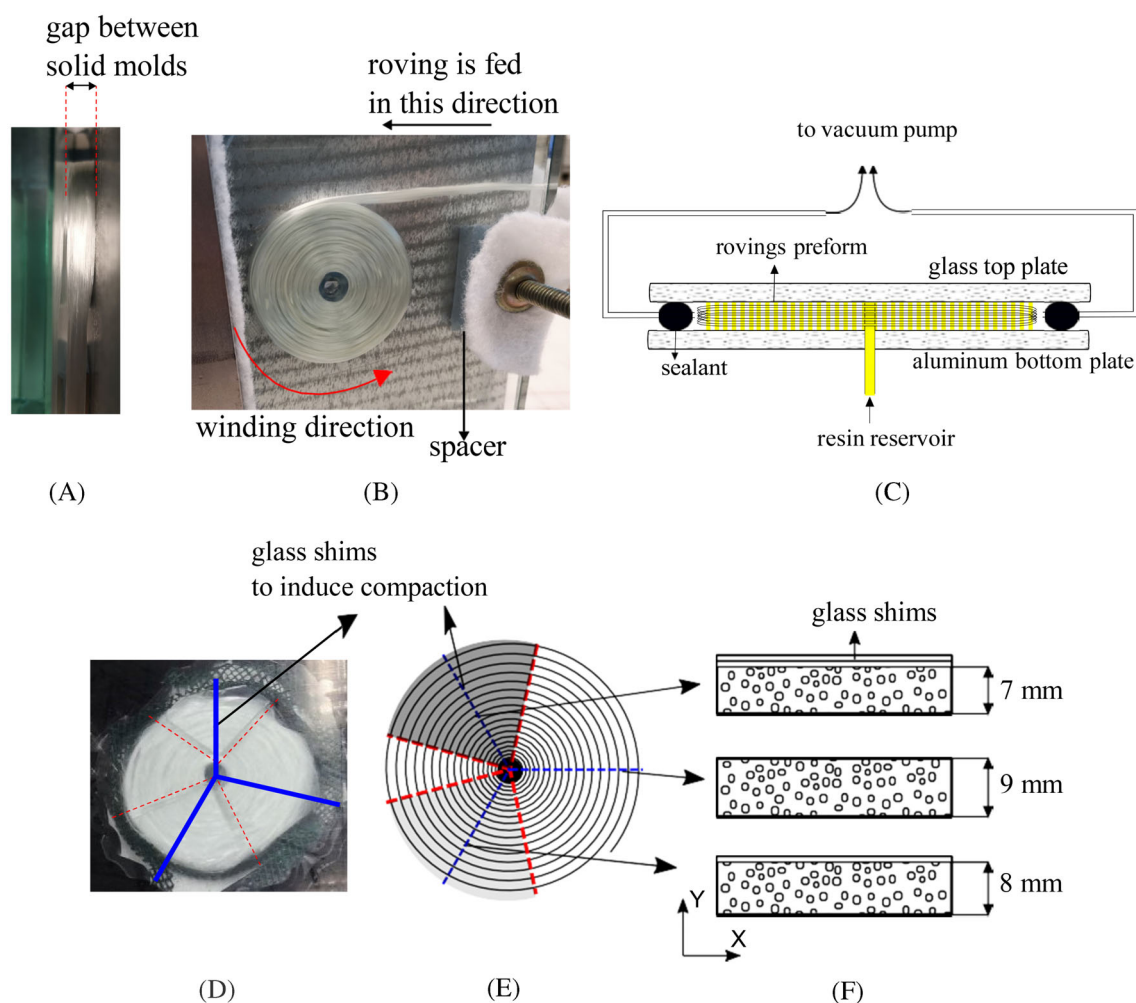 gap between
solid molds
roving is fed
in this direction
winding direction
spacer
to vacuum pump
rovings preform
glass top plate
sealant
aluminum bottom plate
resin reservoir
(A)
(B)
(C)
glass shims
to induce compaction
glass shims
7 mm
9 mm
8 mm
Y
X
(D)
(E)
(F)